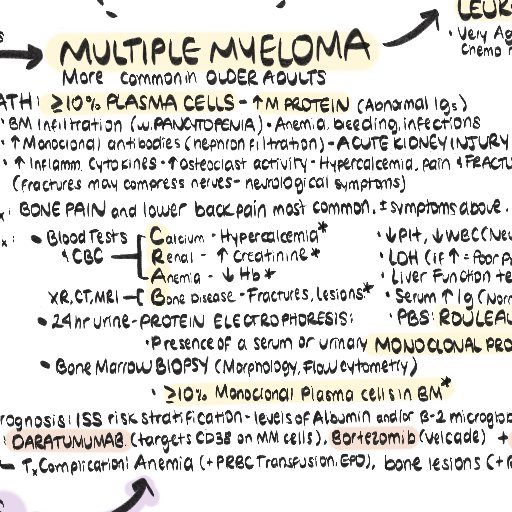 MULTIPLE MYELOMA
More common in OLDER ADULTS
Very Ag
chemo r
PATH: ≥10% PLASMA CELLS - ↑M PROTEIN (Abnormal Igs)
• BM Infiltration (w. PANCYTOPENIA) • Anemia, bleeding, infections
• ↑Monoclonal antibodies (nephron filtration) - ACUTE KIDNEY INJURY
• ↑ Inflamm. Cytokines • ↑osteoclast activity - Hypercalcemia, pain & FRACTU
(fractures may compress nerves - neurological symptoms)
x: BONE PAIN and lower back pain most common, ± symptoms above.
x: • Blood Tests & CBC
Calcium - Hypercalcemia*
Renal - ↑ Creatinine*
Anemia - ↓ Hb*
XR, CT, MRI - Bone Disease - Fractures, Lesions*
• ↓Plt, ↓WBC (Neu
• LDH (if ↑ = Poor p
• Liver Function te
• Serum ↑ Ig (Norm
• PBS: ROULEAU
• 24hr urine - PROTEIN ELECTROPHORESIS:
• Presence of a serum or urinary MONOCLONAL PRO
• Bone Marrow BIOPSY (Morphology, Flow cytometry)
• ≥10% Monoclonal Plasma cells in BM*
rognosis: ISS risk stratification - levels of Albumin and/or B-2 microglob
: DARATUMUMAB (targets CD38 on MM cells), Bortezomib (velcade) +
Tx Complication: Anemia (+PRBC Transfusion, EPO), bone lesions (+R